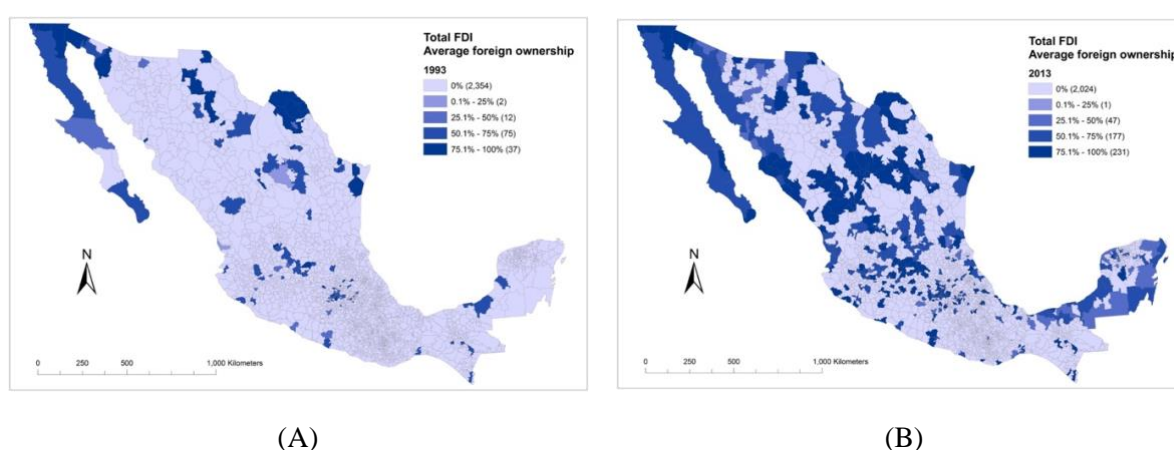 Total FDI
Average foreign ownership
1993
0% (2,354)
0.1% - 25% (2)
25.1% - 50% (12)
50.1% - 75% (75)
75.1% - 100% (37)
N
0 250 500 1,000 Kilometers
(A)
Total FDI
Average foreign ownership
2013
0% (2,024)
0.1% - 25% (1)
25.1% - 50% (47)
50.1% - 75% (177)
75.1% - 100% (231)
N
0 250 500 1,000 Kilometers
(B)